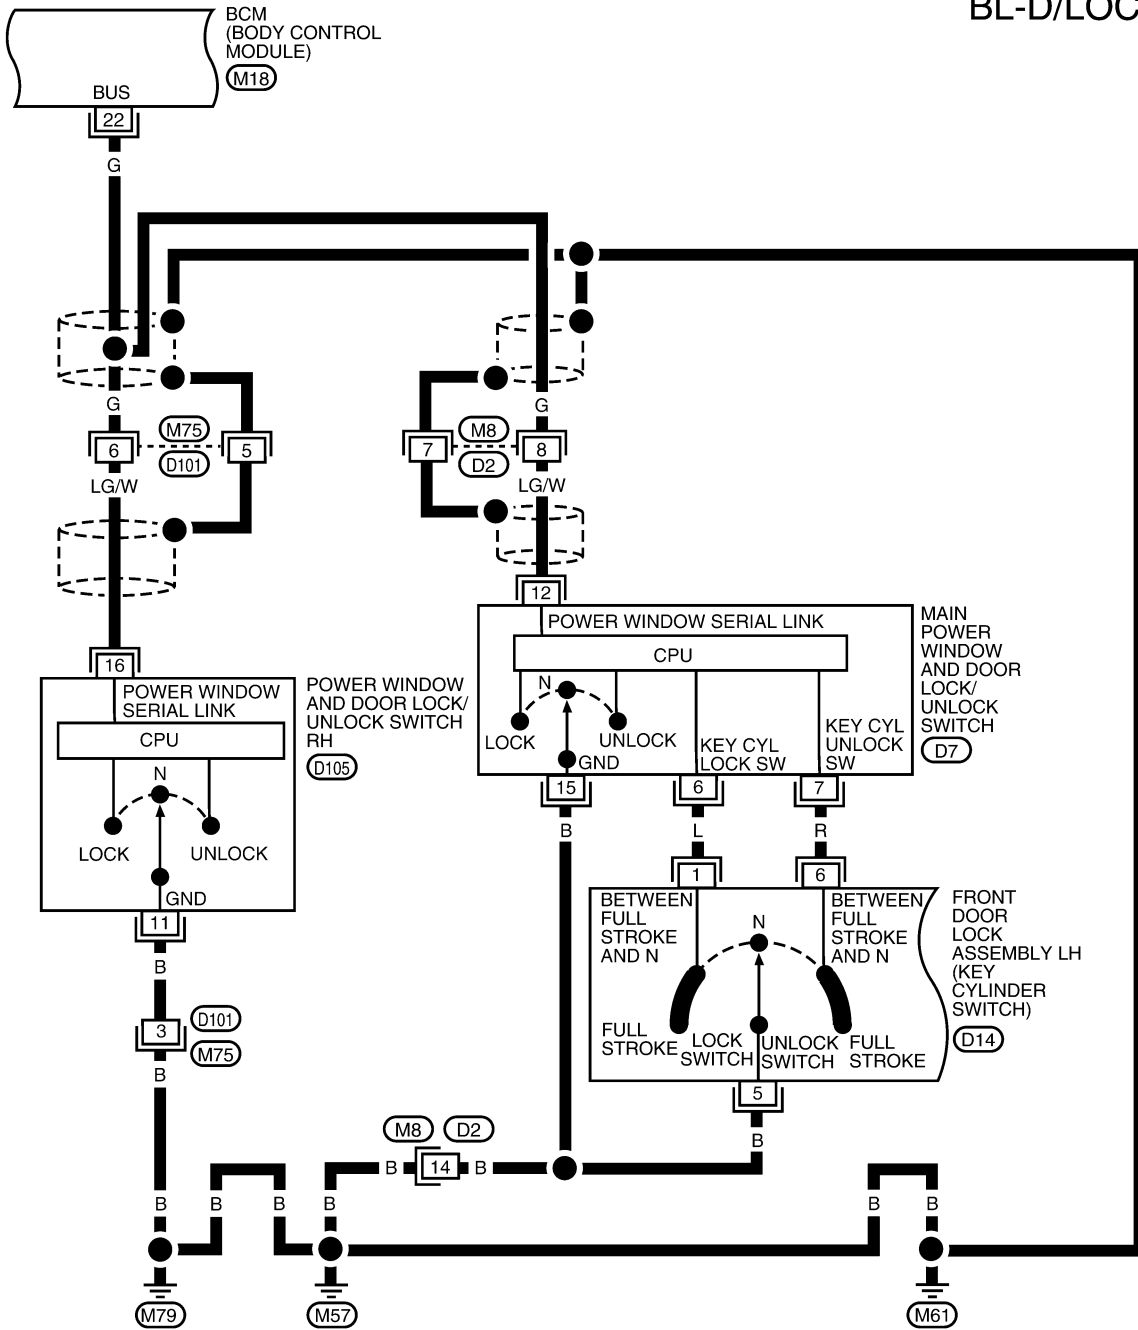 BL-D/LOC
BCM
(BODY CONTROL
MODULE)
M18
BUS
22
G
G
G
M75
M8
6
5
7
8
D101
D2
LG/W
LG/W
12
16
POWER WINDOW SERIAL LINK
CPU
N
LOCK
UNLOCK
GND
KEY CYL
LOCK SW
KEY CYL
UNLOCK
SW
MAIN
POWER
WINDOW
AND DOOR
LOCK/
UNLOCK
SWITCH
D7
POWER WINDOW
SERIAL LINK
CPU
N
LOCK
UNLOCK
GND
POWER WINDOW
AND DOOR LOCK/
UNLOCK SWITCH
RH
D105
15
6
7
B
L
R
1
6
BETWEEN
FULL
STROKE
AND N
N
BETWEEN
FULL
STROKE
AND N
FULL
STROKE
LOCK
SWITCH
UNLOCK
SWITCH
FULL
STROKE
FRONT
DOOR
LOCK
ASSEMBLY LH
(KEY
CYLINDER
SWITCH)
D14
11
B
3
D101
M75
B
5
B
M8
D2
B
14
B
B
B
B
B
B
B
M79
M57
M61